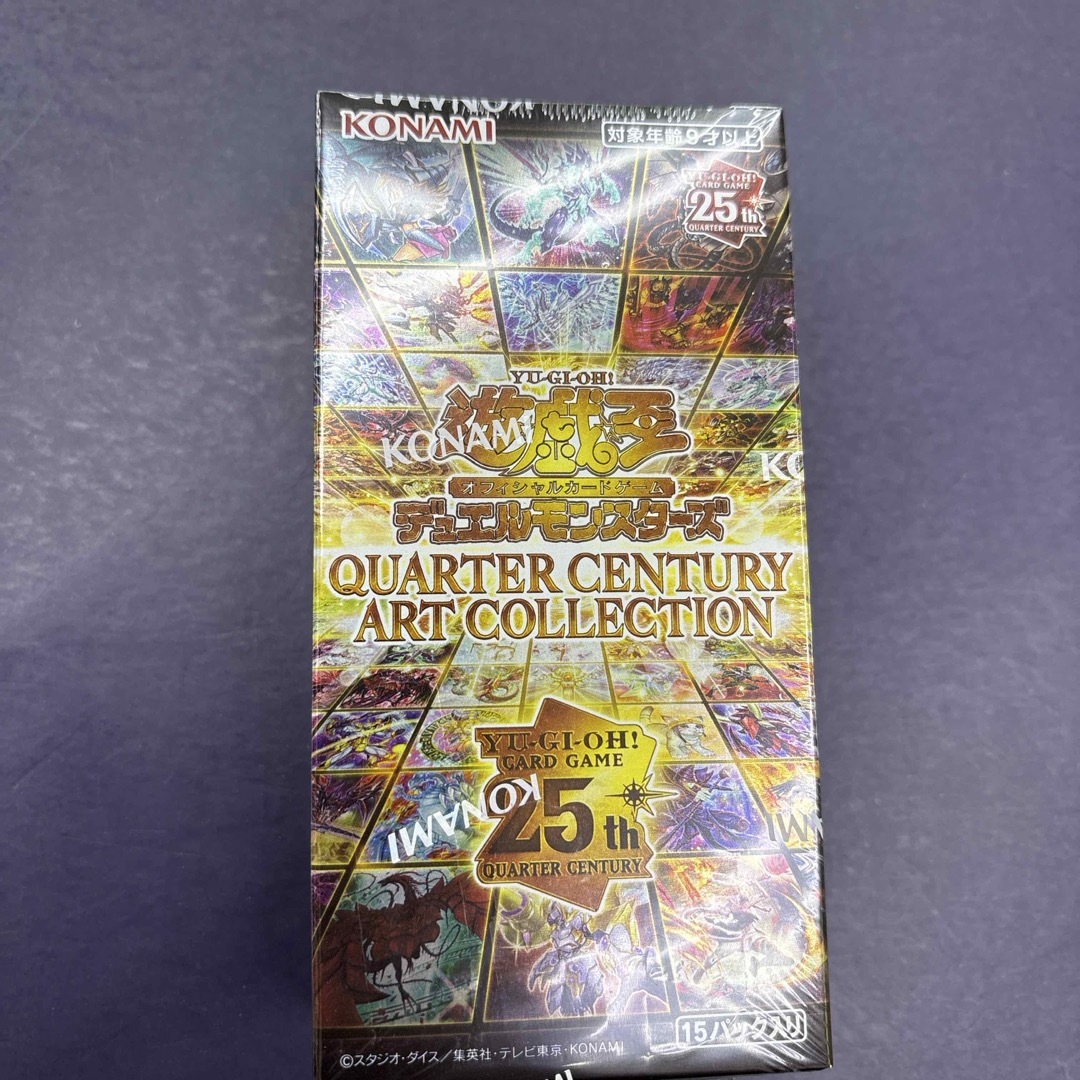 KONAMI
KONAMI
対象年齢9才以上
YU-GI-OH!
CARD GAME
25th
QUARTER CENTURY
YU-GI-OH!
遊戯王
KONAMI
オフィシャルカードゲーム
デュエルモンスターズ
QUARTER CENTURY
ART COLLECTION
YU-GI-OH!
CARD GAME
25th
QUARTER CENTURY
KONAMI
KONAMI
15パック入り
©スタジオ・ダイス/集英社・テレビ東京・KONAMI